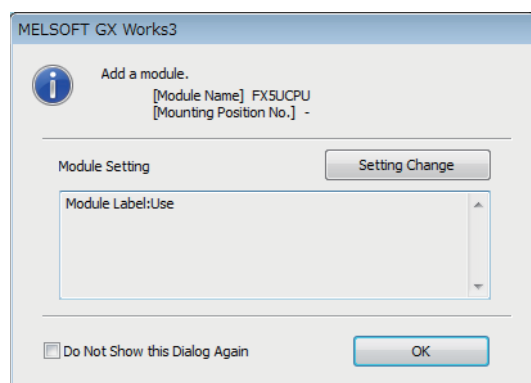 MELSOFT GX Works3
Add a module.
[Module Name] FX5UCPU
[Mounting Position No.] -
Module Setting
Setting Change
Module Label:Use
Do Not Show this Dialog Again
OK